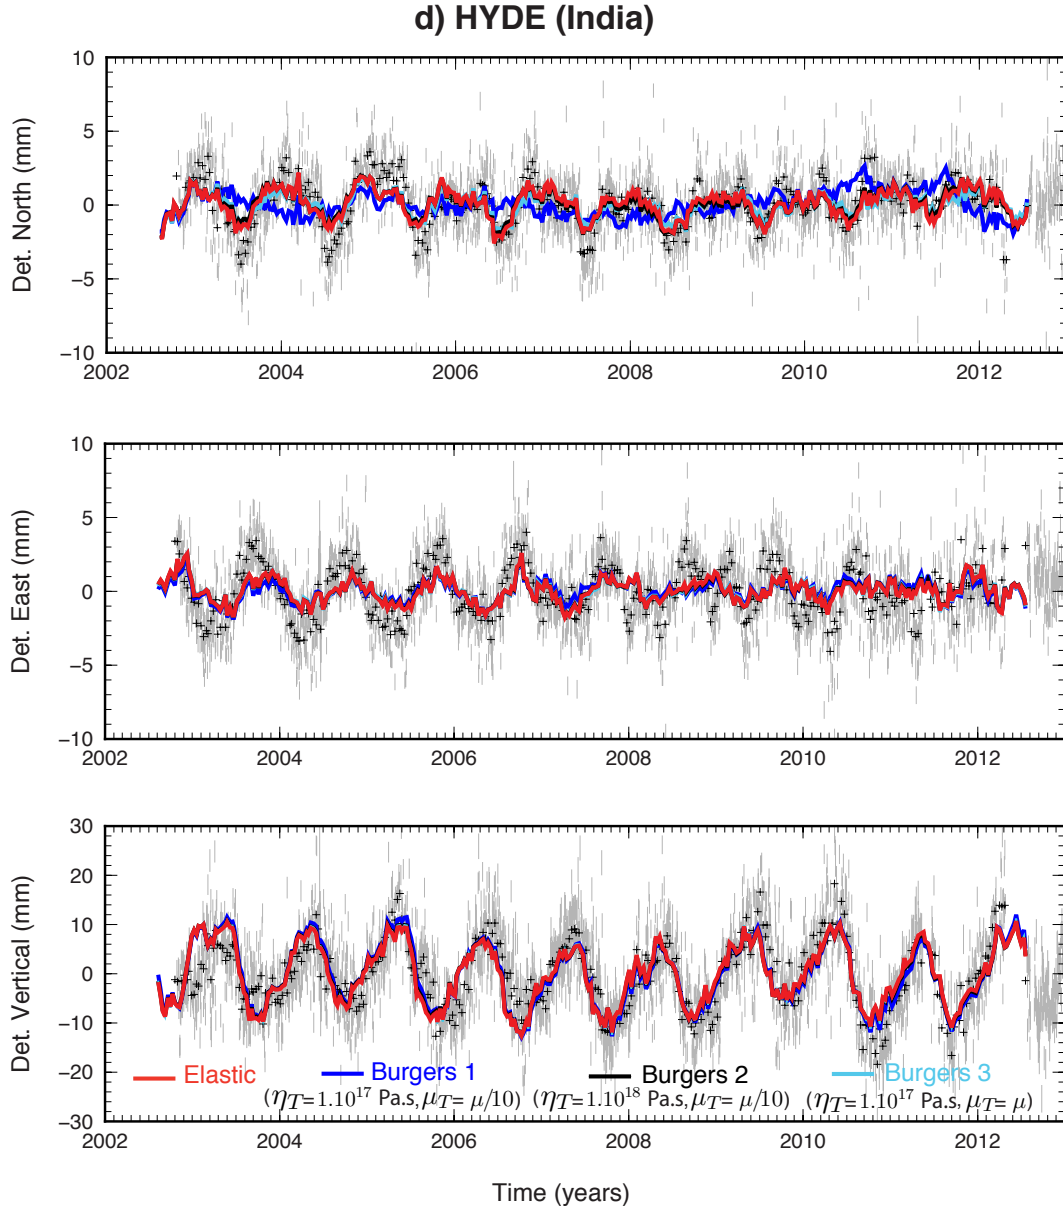 d) HYDE (India)
10
5
0
−5
−10
Det. North (mm)
2002 2004 2006 2008 2010 2012
10
5
0
−5
−10
Det. East (mm)
2002 2004 2006 2008 2010 2012
30
20
10
0
−10
−20
−30
Det. Vertical (mm)
Elastic Burgers 1 Burgers 2 Burgers 3
(ηT=1.10^17 Pa.s, μT= μ/10) (ηT=1.10^18 Pa.s, μT= μ/10) (ηT=1.10^17 Pa.s, μT= μ)
2002 2004 2006 2008 2010 2012
Time (years)